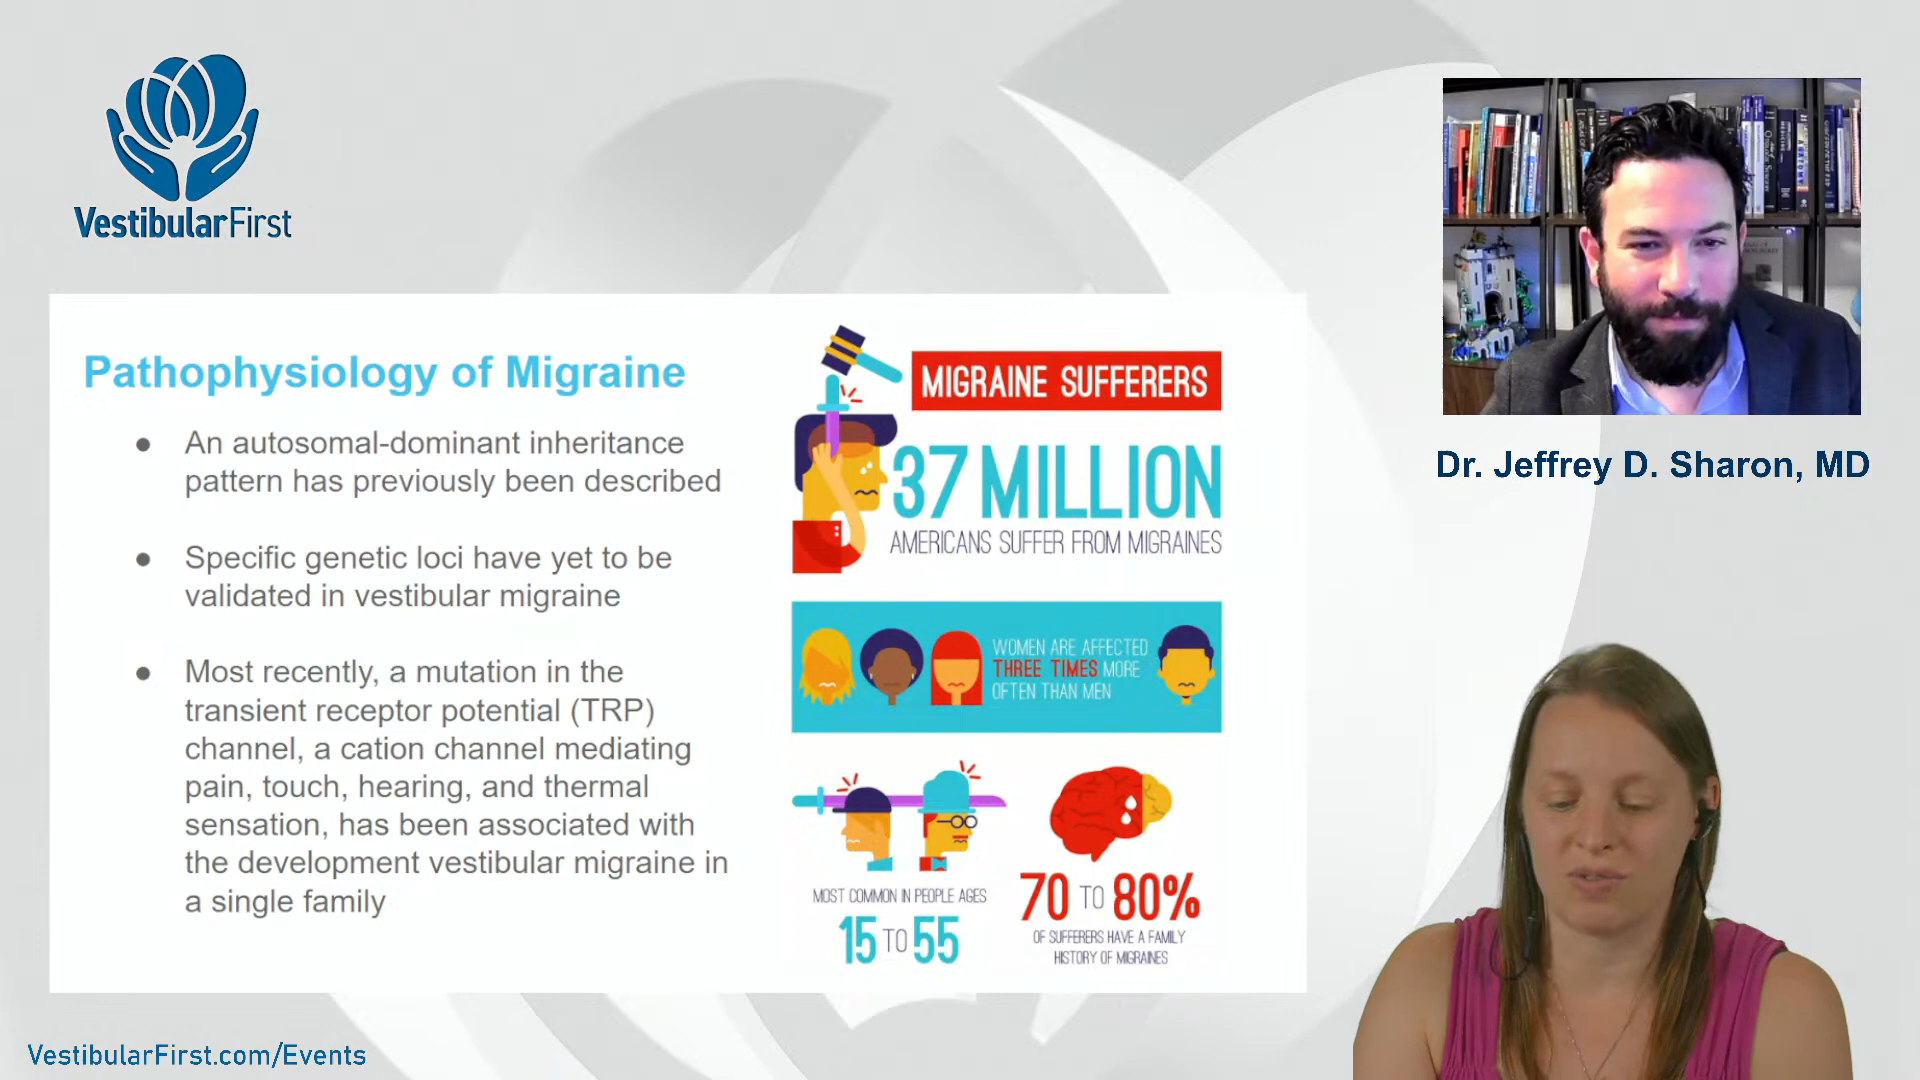 VestibularFirst
Pathophysiology of Migraine
● An autosomal-dominant inheritance
pattern has previously been described
● Specific genetic loci have yet to be
validated in vestibular migraine
● Most recently, a mutation in the
transient receptor potential (TRP)
channel, a cation channel mediating
pain, touch, hearing, and thermal
sensation, has been associated with
the development vestibular migraine in
a single family
MIGRAINE SUFFERERS
37 MILLION
AMERICANS SUFFER FROM MIGRAINES
WOMEN ARE AFFECTED
THREE TIMES MORE
OFTEN THAN MEN
MOST COMMON IN PEOPLE AGES
15 TO 55
70 TO 80%
OF SUFFERERS HAVE A FAMILY
HISTORY OF MIGRAINES
Dr. Jeffrey D. Sharon, MD
VestibularFirst.com/Events